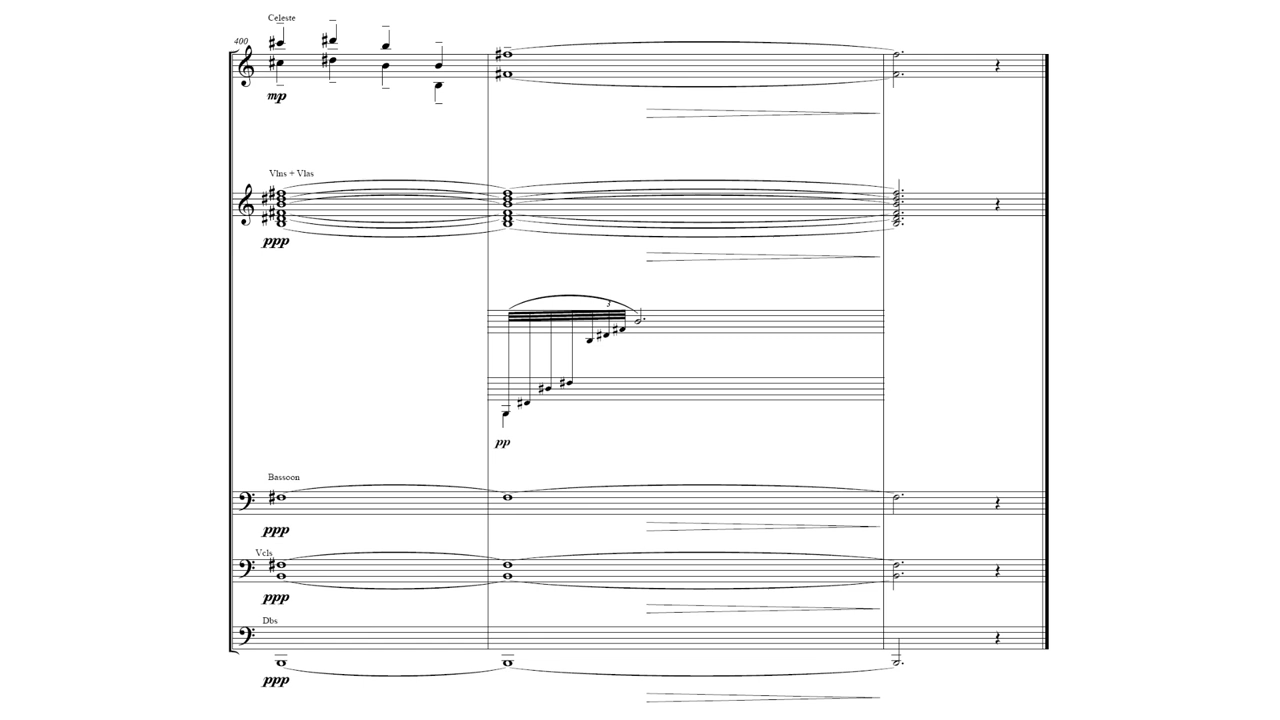 Celeste
400
mp
Vlns + Vlas
ppp
3
pp
Bassoon
ppp
Vcls
ppp
Dbs
ppp